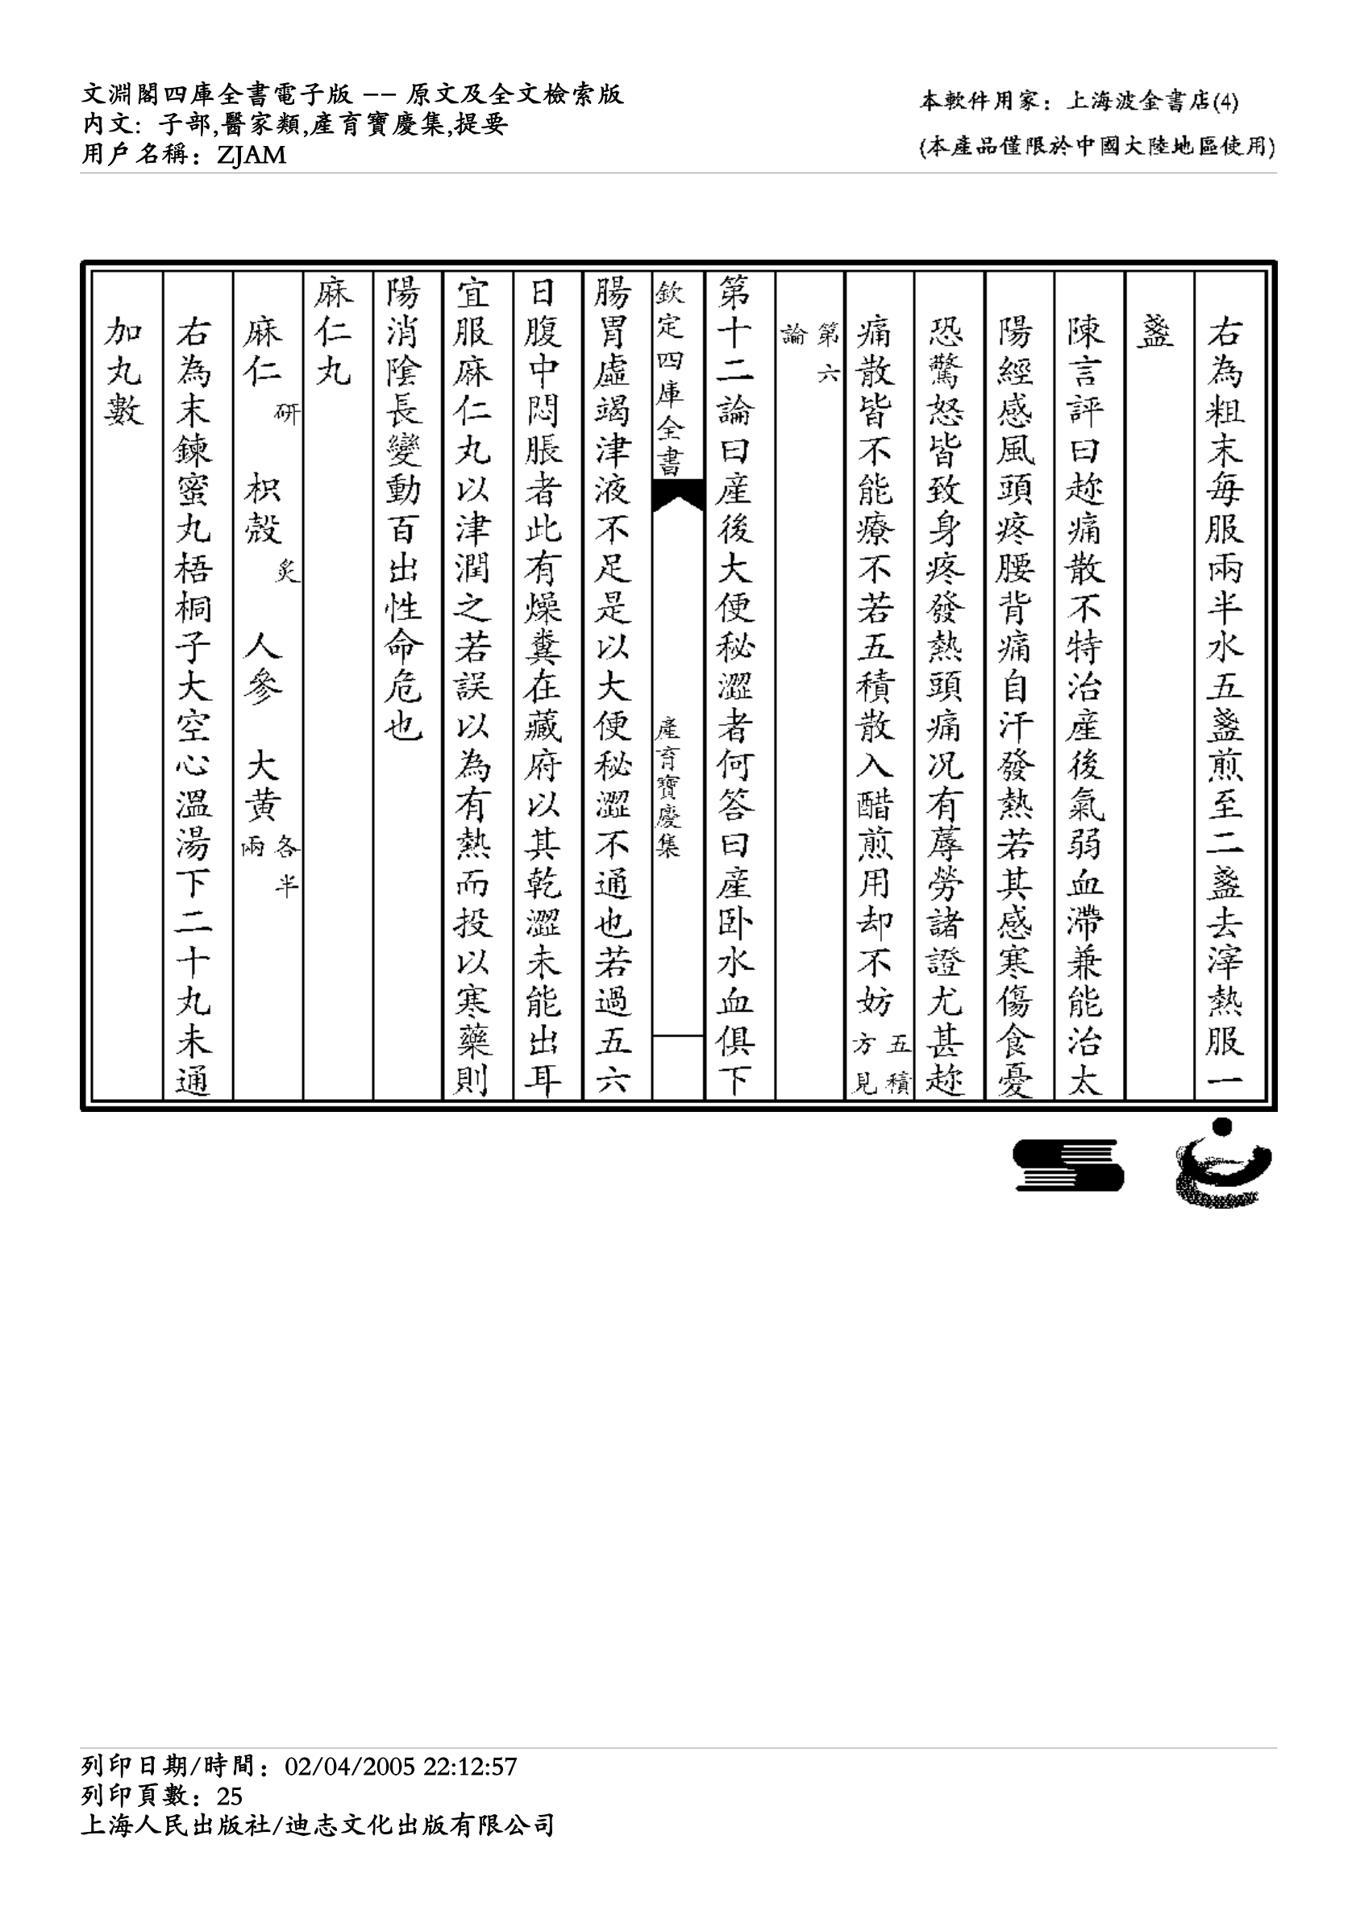 文淵閣四庫全書電子版 -- 原文及全文檢索版
内文：子部,醫家類,產育寶慶集,提要
用戶名稱：ZJAM
本軟件用家：上海波金書店(4)
(本產品僅限於中國大陸地區使用)
右為粗末每服兩半水五盞煎至二盞去滓熱服一
盞
陳言評曰趂痛散不特治產後氣弱血滯兼能治太
陽經感風頭疼腰背痛自汗發熱若其感寒傷食憂
恐驚怒皆致身疼發熱頭痛况有蓐勞諸證尤甚趂
痛散皆不能療不若五積散入醋煎用却不妨五積方見
第六論
第十二論曰產後大便秘澀者何答曰產卧水血俱下
欽定四庫全書
產育寶慶集
腸胃虛竭津液不足是以大便秘澀不通也若過五六
日腹中悶脹者此有燥糞在藏府以其乾澀未能出耳
宜服麻仁丸以津潤之若誤以為有熱而投以寒藥則
陽消陰長變動百出性命危也
麻仁丸
麻仁研 枳殼炙 人參 大黄各半兩
右為末鍊蜜丸梧桐子大空心溫湯下二十丸未通
加丸數
列印日期/時間：02/04/2005 22:12:57
列印頁數：25
上海人民出版社/迪志文化出版有限公司